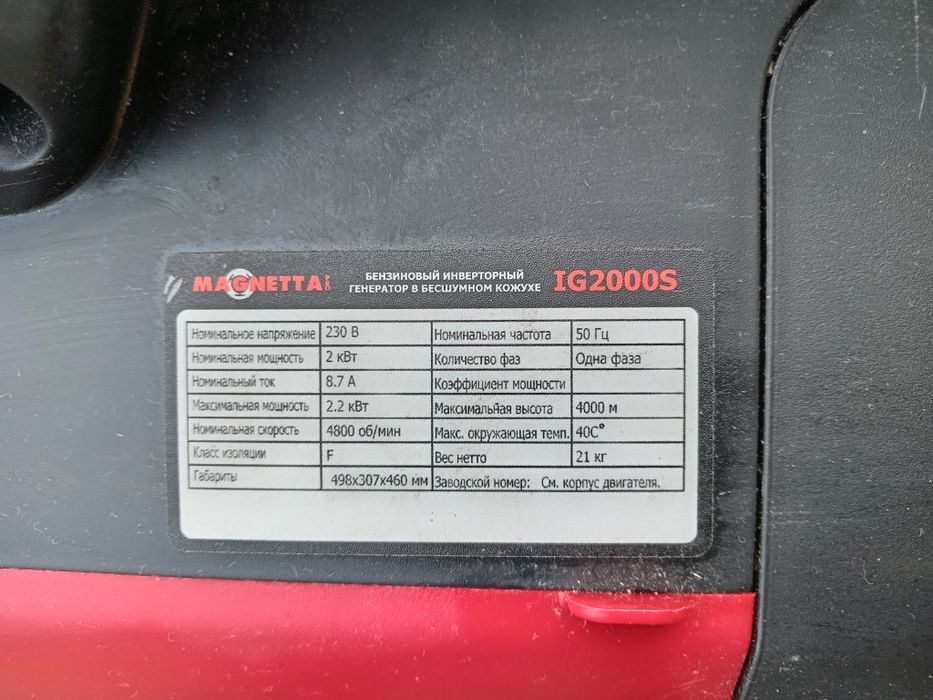 MAGNETTA
БЕНЗИНОВЫЙ ИНВЕРТОРНЫЙ
ГЕНЕРАТОР В БЕСШУМНОМ КОЖУХЕ
IG2000S
Номинальное напряжение 230 В Номинальная частота 50 Гц
Номинальная мощность 2 кВт Количество фаз Одна фаза
Номинальный ток 8.7 А Коэффициент мощности
Максимальная мощность 2.2 кВт Максимальная высота 4000 м
Номинальная скорость 4800 об/мин Макс. окружающая темп. 40С°
Класс изоляции F Вес нетто 21 кг
Габариты 498x307x460 мм Заводской номер: См. корпус двигателя.